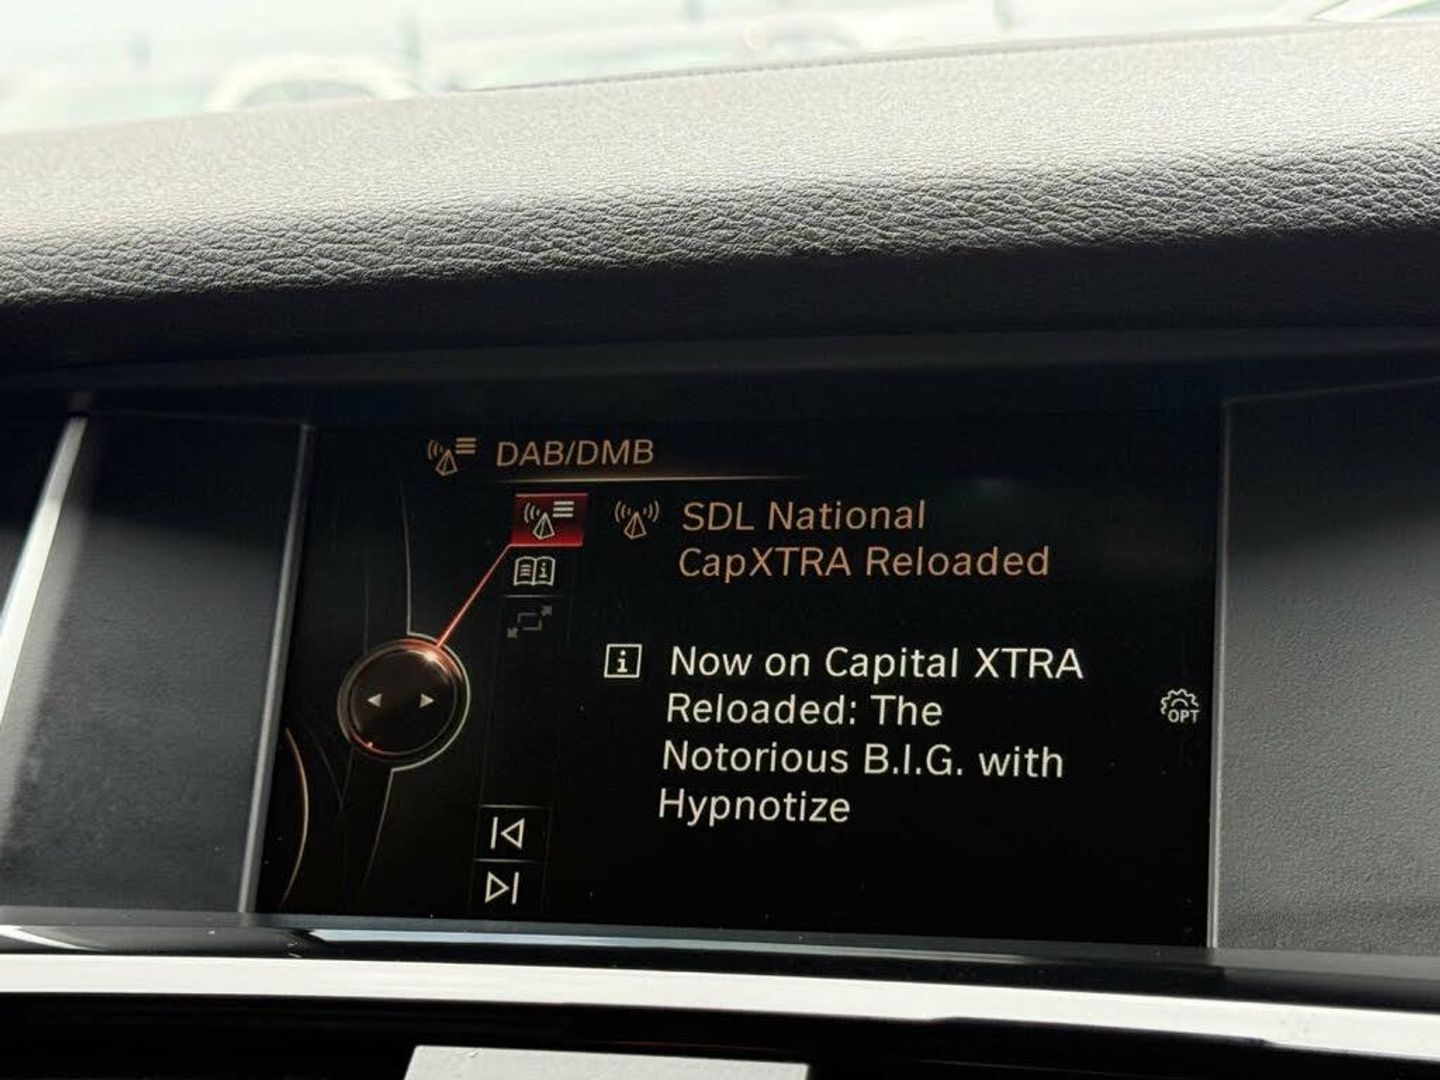 DAB/DMB
SDL National
CapXTRA Reloaded
Now on Capital XTRA
Reloaded: The
Notorious B.I.G. with
Hypnotize
OPT